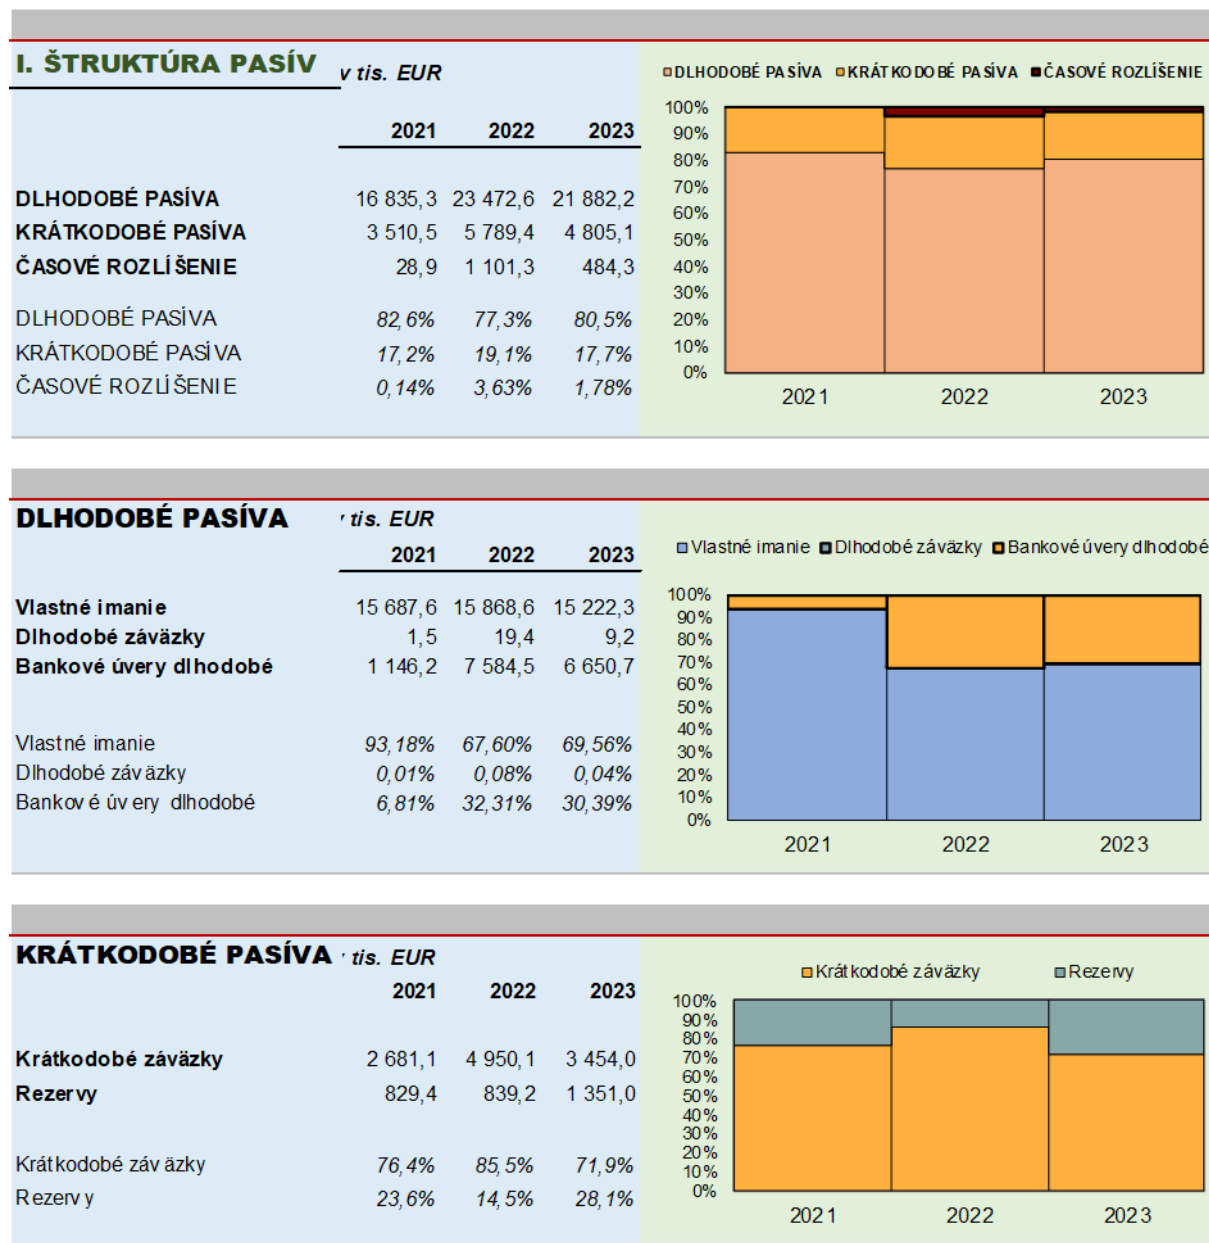 I. ŠTRUKTÚRA PASÍV v tis. EUR
2021 2022 2023
DLHODOBÉ PASÍVA 16 835,3 23 472,6 21 882,2
KRÁTKODOBÉ PASÍVA 3 510,5 5 789,4 4 805,1
ČASOVÉ ROZLÍŠENIE 28,9 1 101,3 484,3
DLHODOBÉ PASÍVA 82,6% 77,3% 80,5%
KRÁTKODOBÉ PASÍVA 17,2% 19,1% 17,7%
ČASOVÉ ROZLÍŠENIE 0,14% 3,63% 1,78%
DLHODOBÉ PASÍVA KRÁTKODOBÉ PASÍVA ČASOVÉ ROZLÍŠENIE
100%
90%
80%
70%
60%
50%
40%
30%
20%
10%
0%
2021 2022 2023
DLHODOBÉ PASÍVA tis. EUR
2021 2022 2023
Vlastné imanie 15 687,6 15 868,6 15 222,3
Dlhodobé záväzky 1,5 19,4 9,2
Bankové úvery dlhodobé 1 146,2 7 584,5 6 650,7
Vlastné imanie 93,18% 67,60% 69,56%
Dlhodobé záväzky 0,01% 0,08% 0,04%
Bankové úvery dlhodobé 6,81% 32,31% 30,39%
Vlastné imanie Dlhodobé záväzky Bankové úvery dlhodobé
100%
90%
80%
70%
60%
50%
40%
30%
20%
10%
0%
2021 2022 2023
KRÁTKODOBÉ PASÍVA tis. EUR
2021 2022 2023
Krátkodobé záväzky 2 681,1 4 950,1 3 454,0
Rezervy 829,4 839,2 1 351,0
Krátkodobé záväzky 76,4% 85,5% 71,9%
Rezervy 23,6% 14,5% 28,1%
Krátkodobé záväzky Rezervy
100%
90%
80%
70%
60%
50%
40%
30%
20%
10%
0%
2021 2022 2023